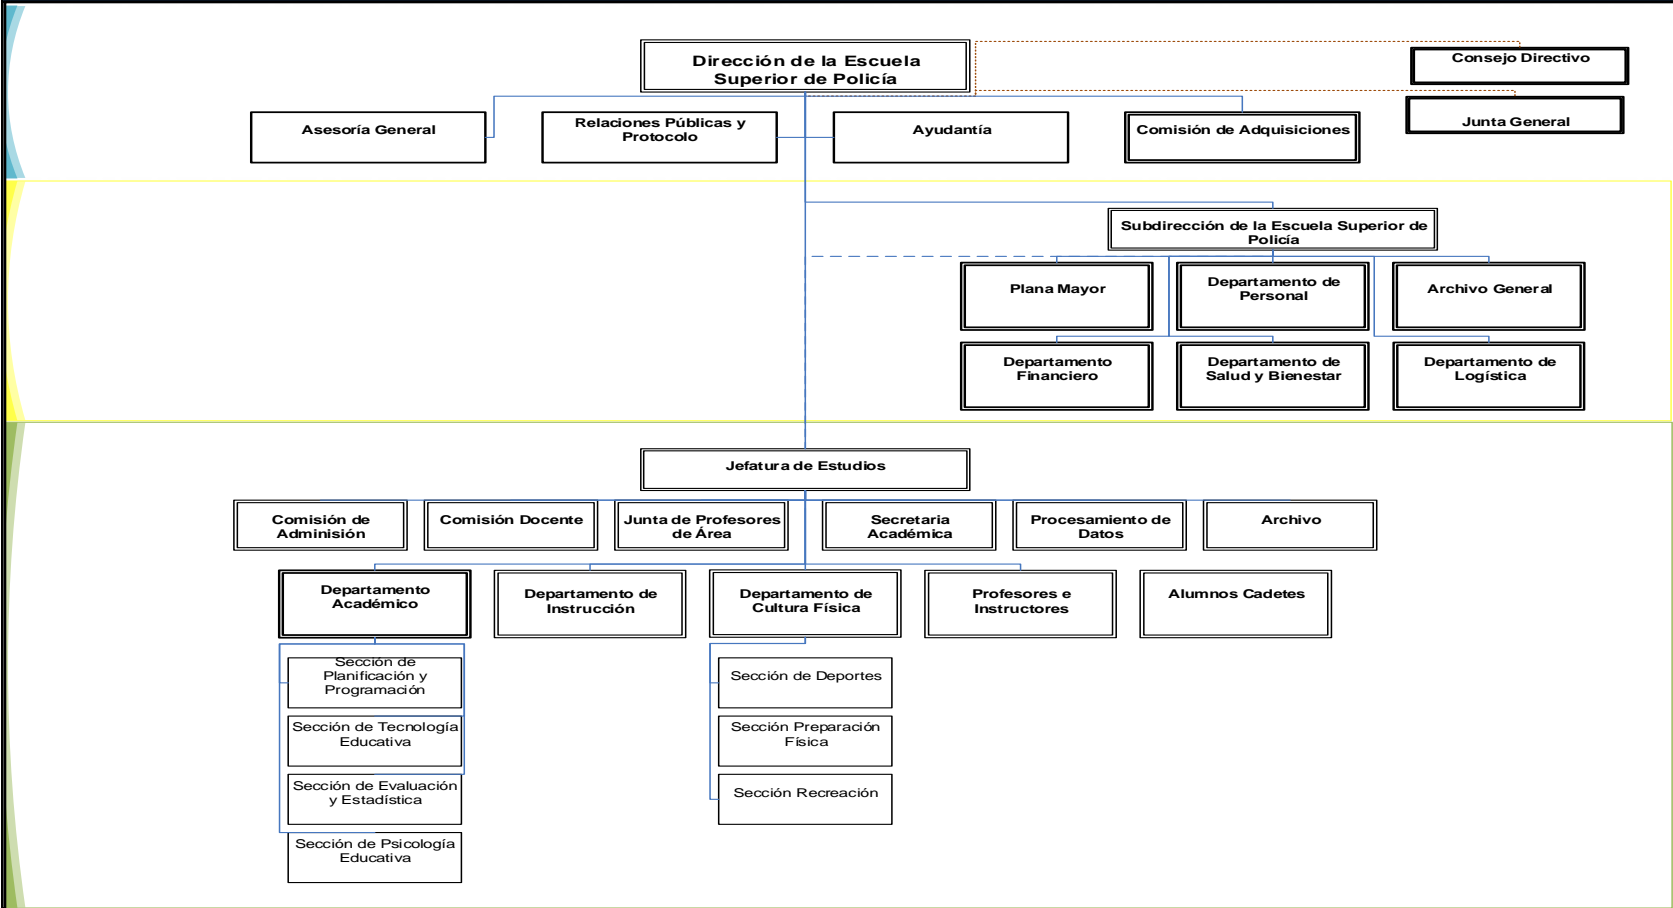 Dirección de la Escuela
Superior de Policía
Consejo Directivo
Junta General
Asesoría General
Relaciones Públicas y
Protocolo
Ayudantía
Comisión de Adquisiciones
Subdirección de la Escuela Superior de
Policía
Plana Mayor
Departamento de
Personal
Archivo General
Departamento
Financiero
Departamento de
Salud y Bienestar
Departamento de
Logística
Jefatura de Estudios
Comisión de
Adminisión
Comisión Docente
Junta de Profesores
de Área
Secretaria
Académica
Procesamiento de
Datos
Archivo
Departamento
Académico
Departamento de
Instrucción
Departamento de
Cultura Física
Profesores e
Instructores
Alumnos Cadetes
Sección de
Planificación y
Programación
Sección de Tecnología
Educativa
Sección de Evaluación
y Estadística
Sección de Psicología
Educativa
Sección de Deportes
Sección Preparación
Física
Sección Recreación